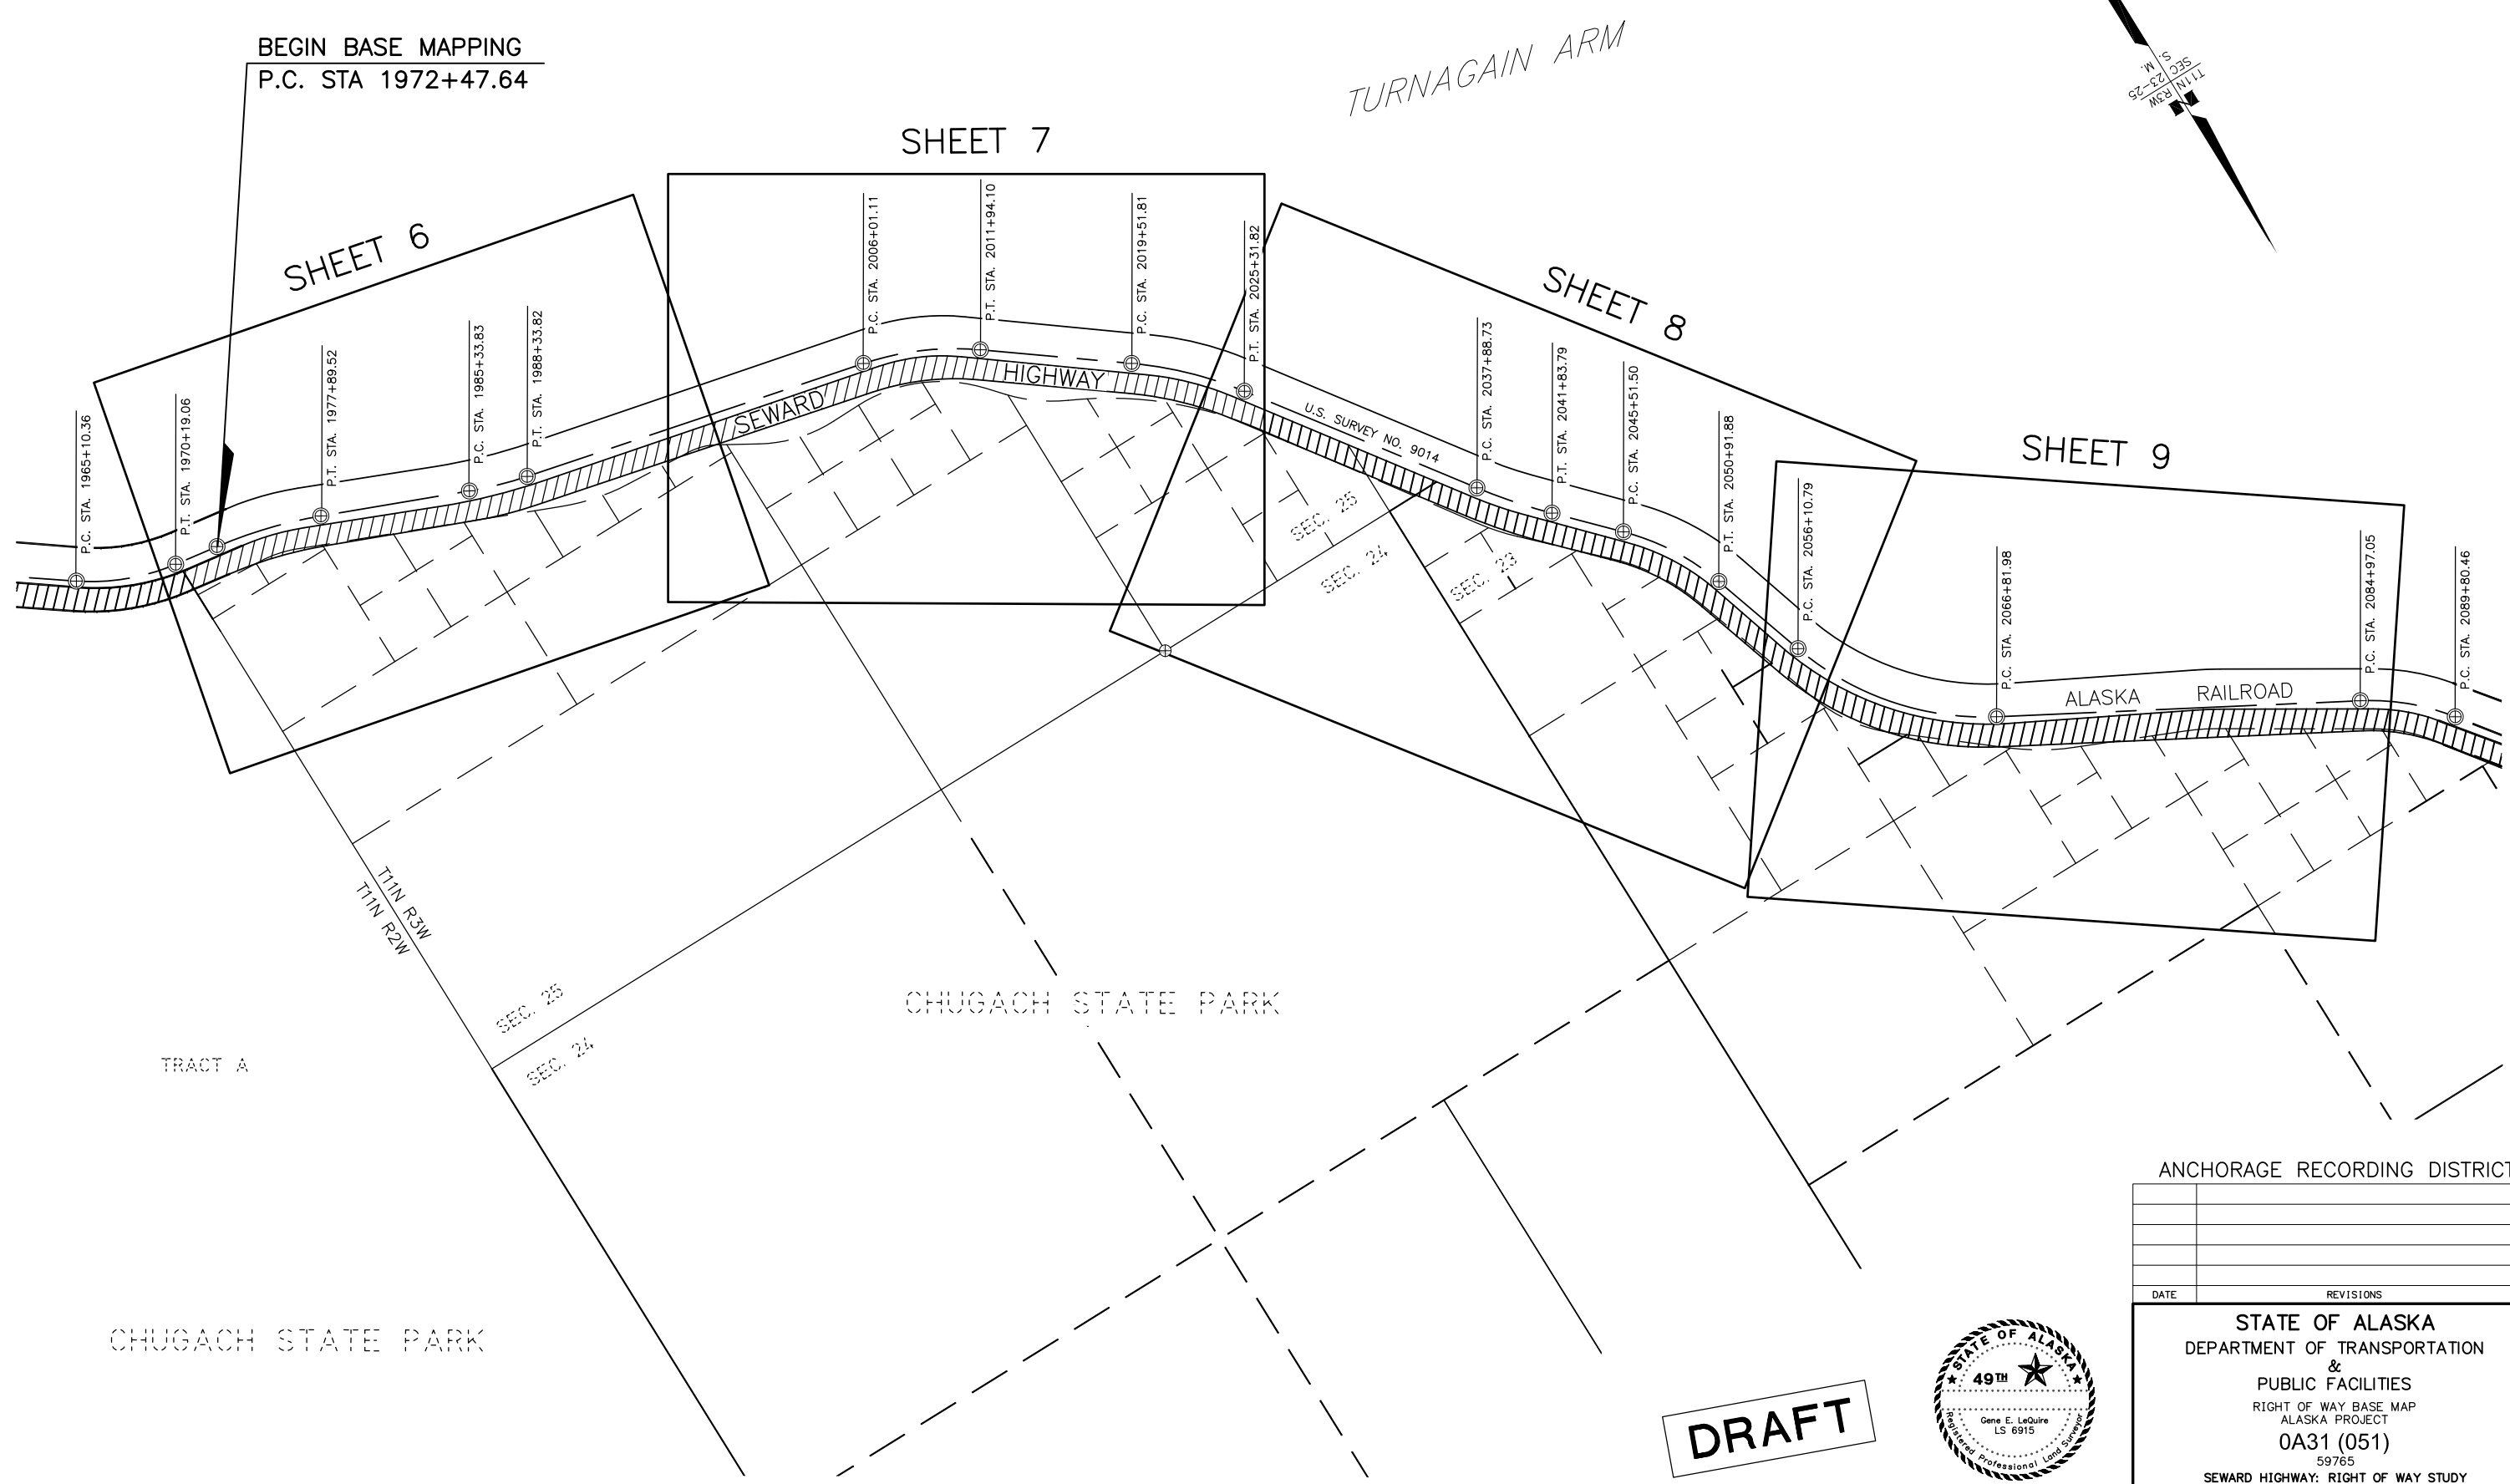 BEGIN BASE MAPPING
P.C. STA 1972+47.64
TURNAGAIN ARM
T11N R3W
SEC 23-25
S. M.
N
SHEET 6
SHEET 7
SHEET 8
SHEET 9
P.C. STA. 1965+10.36
P.T. STA. 1970+19.06
P.T. STA. 1977+89.52
P.C. STA. 1985+33.83
P.T. STA. 1988+33.82
P.C. STA. 2006+01.11
P.T. STA. 2011+94.10
P.C. STA. 2019+51.81
P.T. STA. 2025+31.82
P.C. STA. 2037+88.73
P.T. STA. 2041+83.79
P.C. STA. 2045+51.50
P.T. STA. 2050+91.88
P.C. STA. 2056+10.79
P.C. STA. 2066+81.98
P.C. STA. 2084+97.05
P.C. STA. 2089+80.46
SEWARD
HIGHWAY
U.S. SURVEY NO. 9014
ALASKA RAILROAD
SEC. 25
SEC. 24
SEC. 23
T11N R3W
T11N R2W
SEC. 25
SEC. 24
CHUGACH STATE PARK
TRACT A
CHUGACH STATE PARK
ANCHORAGE RECORDING DISTRICT
DATE
REVISIONS
STATE OF ALASKA
DEPARTMENT OF TRANSPORTATION
&
PUBLIC FACILITIES
RIGHT OF WAY BASE MAP
ALASKA PROJECT
0A31 (051)
59765
SEWARD HIGHWAY: RIGHT OF WAY STUDY
DRAFT
STATE OF ALASKA
49TH
Gene E. LeQuire
LS 6915
Registered Professional Land Surveyor